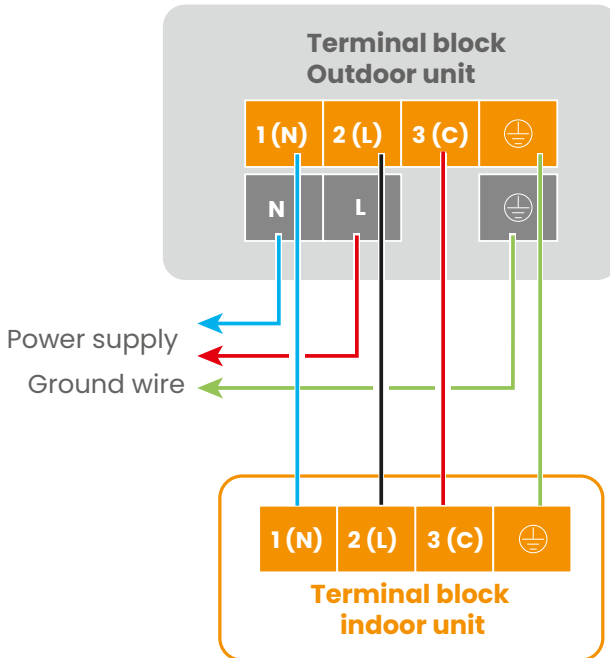 Terminal block
Outdoor unit
1 (N) 2 (L) 3 (C)
N L
Power supply
Ground wire
1 (N) 2 (L) 3 (C)
Terminal block
indoor unit